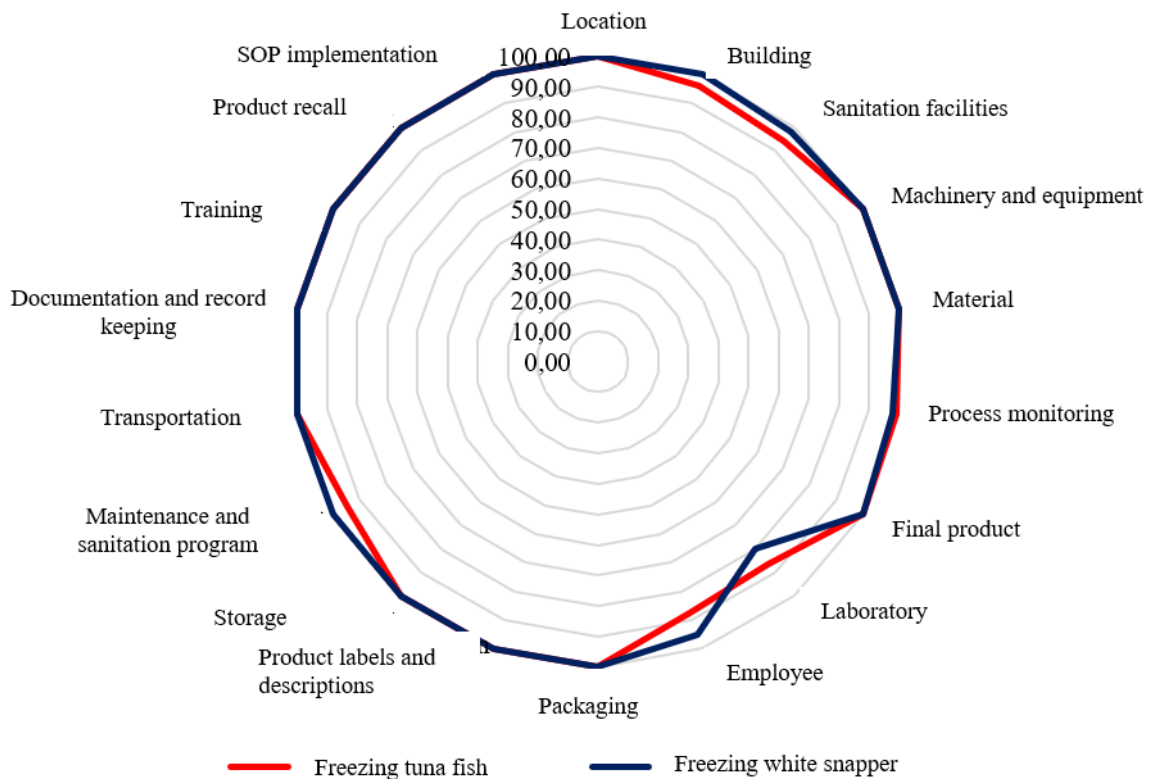 Location
Building
Sanitation facilities
Machinery and equipment
Material
Process monitoring
Final product
Laboratory
Employee
Packaging
Product labels and
descriptions
Storage
Maintenance and
sanitation program
Transportation
Documentation and record
keeping
Training
Product recall
SOP implementation
100,00
90,00
80,00
70,00
60,00
50,00
40,00
30,00
20,00
10,00
0,00
Freezing tuna fish
Freezing white snapper